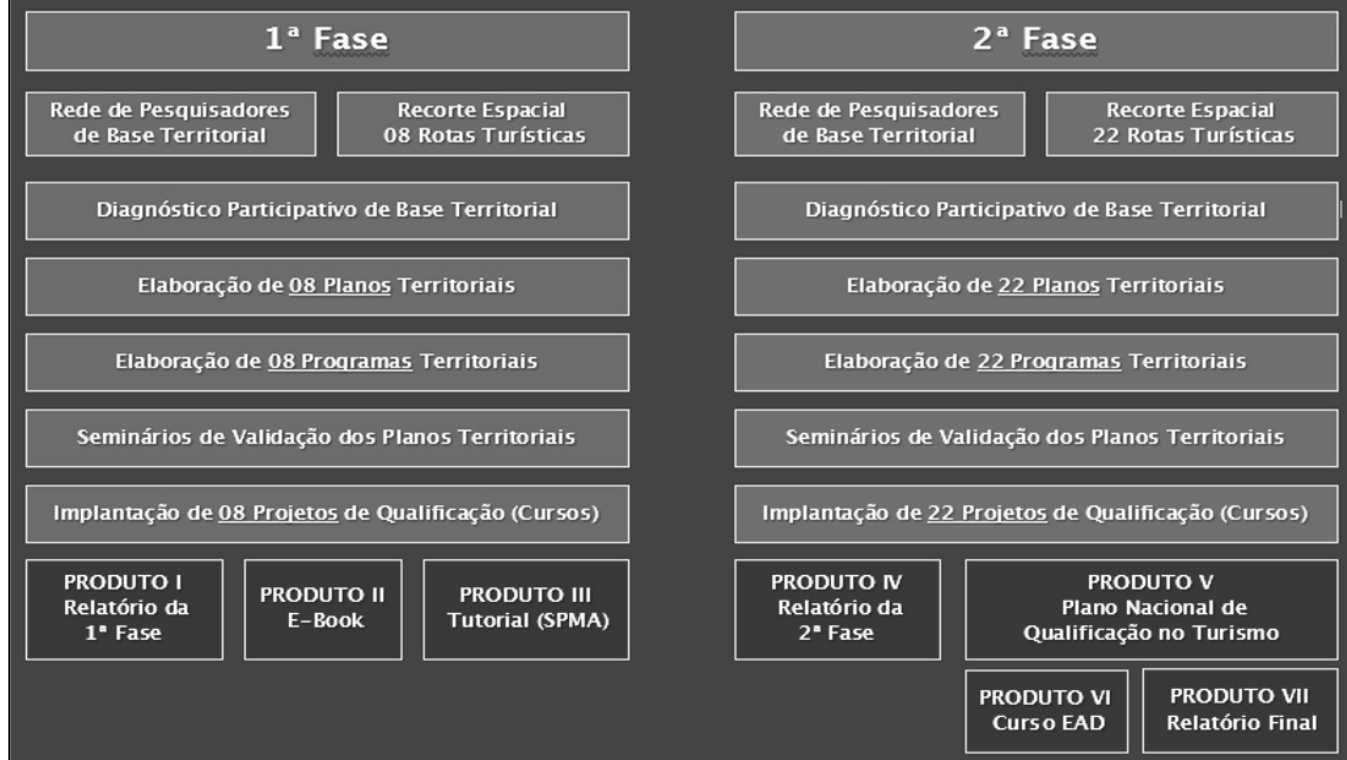 1ª Fase
Rede de Pesquisadores
de Base Territorial
Recorte Espacial
08 Rotas Turísticas
Diagnóstico Participativo de Base Territorial
Elaboração de 08 Planos Territoriais
Elaboração de 08 Programas Territoriais
Seminários de Validação dos Planos Territoriais
Implantação de 08 Projetos de Qualificação (Cursos)
PRODUTO I
Relatório da
1ª Fase
PRODUTO II
E-Book
PRODUTO III
Tutorial (SPMA)
2ª Fase
Rede de Pesquisadores
de Base Territorial
Recorte Espacial
22 Rotas Turísticas
Diagnóstico Participativo de Base Territorial
Elaboração de 22 Planos Territoriais
Elaboração de 22 Programas Territoriais
Seminários de Validação dos Planos Territoriais
Implantação de 22 Projetos de Qualificação (Cursos)
PRODUTO IV
Relatório da
2ª Fase
PRODUTO V
Plano Nacional de
Qualificação no Turismo
PRODUTO VI
Curso EAD
PRODUTO VII
Relatório Final